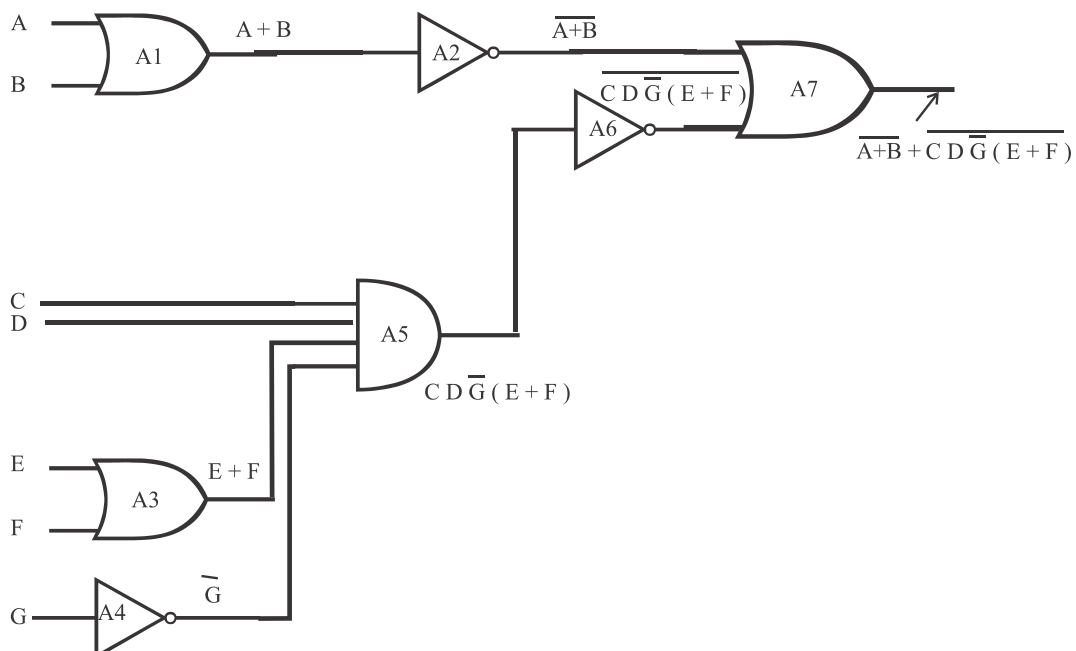 A
A + B
A̅+̅B̅
A1
A2
B
C̅ ̅D̅ ̅G̅̅ ̅(̅ ̅E̅ ̅+̅ ̅F̅ ̅)̅
A7
A6
A̅+̅B̅ + C̅ ̅D̅ ̅G̅̅ ̅(̅ ̅E̅ ̅+̅ ̅F̅ ̅)̅
C
D
A5
C D G̅ ( E + F )
E
E + F
A3
F
G̅
G
A4